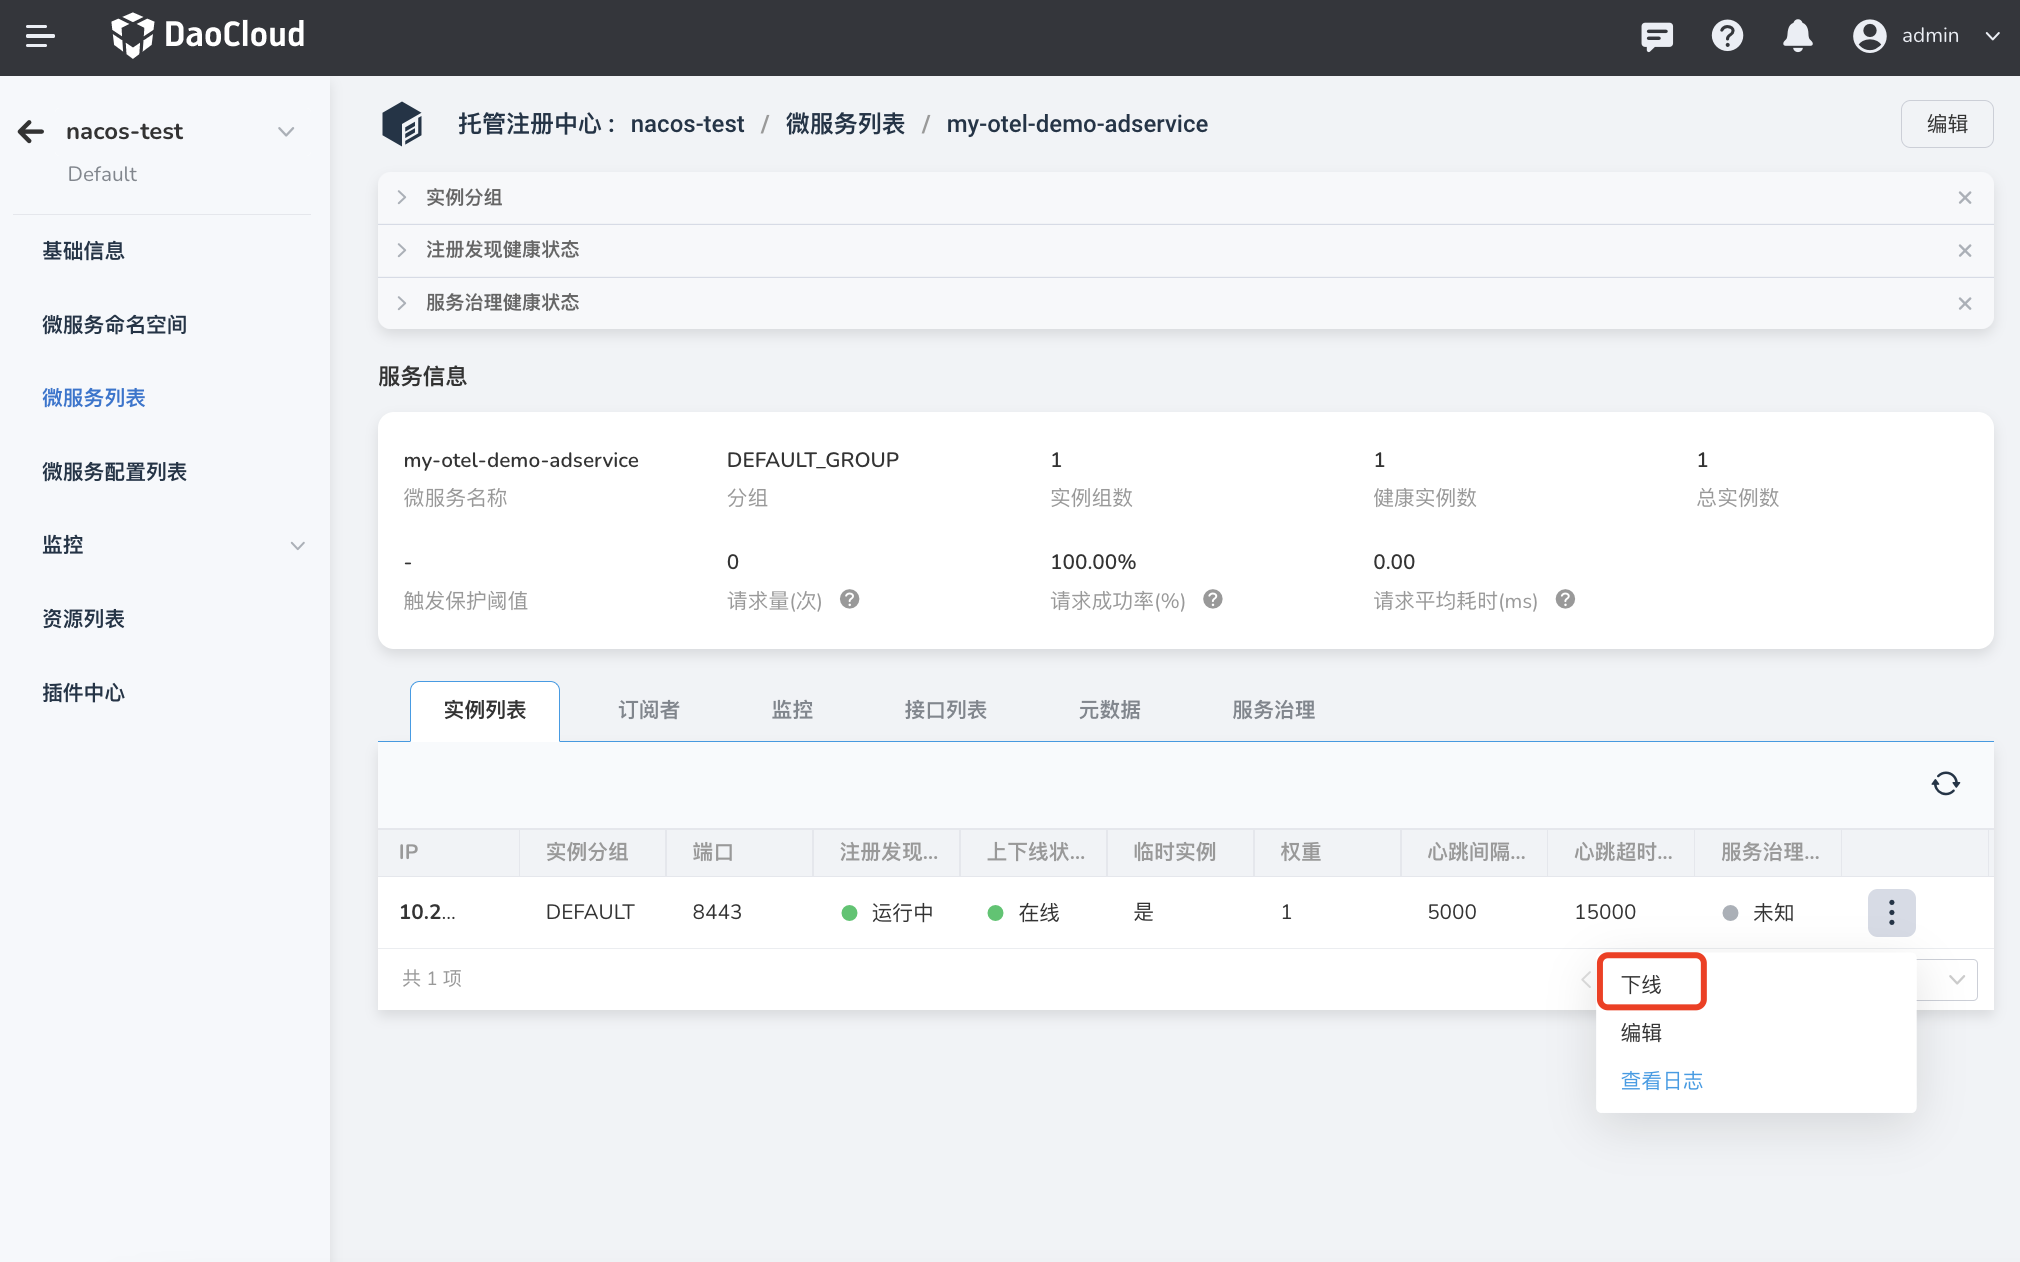 DaoCloud
admin
nacos-test
Default
基础信息
微服务命名空间
微服务列表
微服务配置列表
监控
资源列表
插件中心
托管注册中心： nacos-test / 微服务列表 / my-otel-demo-adservice
编辑
实例分组
注册发现健康状态
服务治理健康状态
服务信息
my-otel-demo-adservice DEFAULT_GROUP 1 1 1
微服务名称 分组 实例组数 健康实例数 总实例数
- 0 100.00% 0.00
触发保护阈值 请求量(次) 请求成功率(%) 请求平均耗时(ms)
实例列表 订阅者 监控 接口列表 元数据 服务治理
IP 实例分组 端口 注册发现... 上下线状... 临时实例 权重 心跳间隔... 心跳超时... 服务治理...
10.2... DEFAULT 8443 运行中 在线 是 1 5000 15000 未知
共 1 项
下线
编辑
查看日志